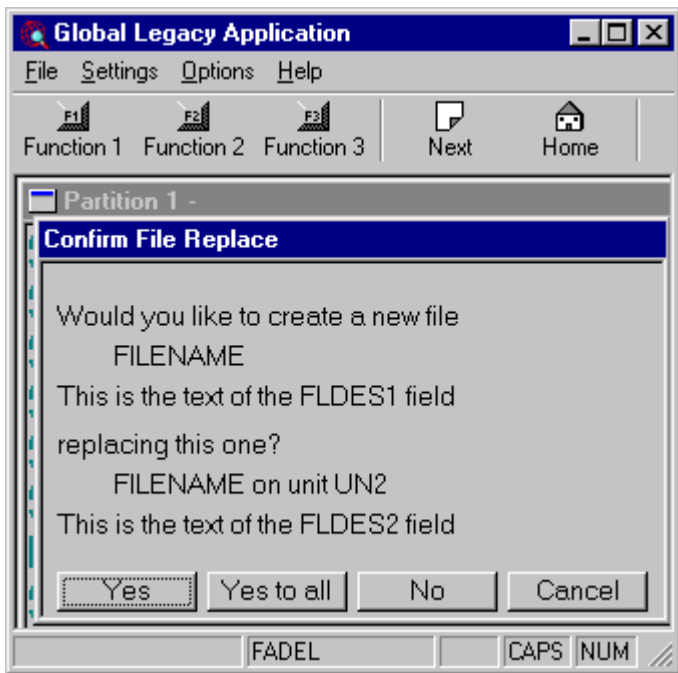 Global Legacy Application
File Settings Options Help
F1 F2 F3
Function 1 Function 2 Function 3 Next Home
Partition 1 -
Confirm File Replace
Would you like to create a new file
FILENAME
This is the text of the FLDES1 field
replacing this one?
FILENAME on unit UN2
This is the text of the FLDES2 field
Yes Yes to all No Cancel
FADEL CAPS NUM